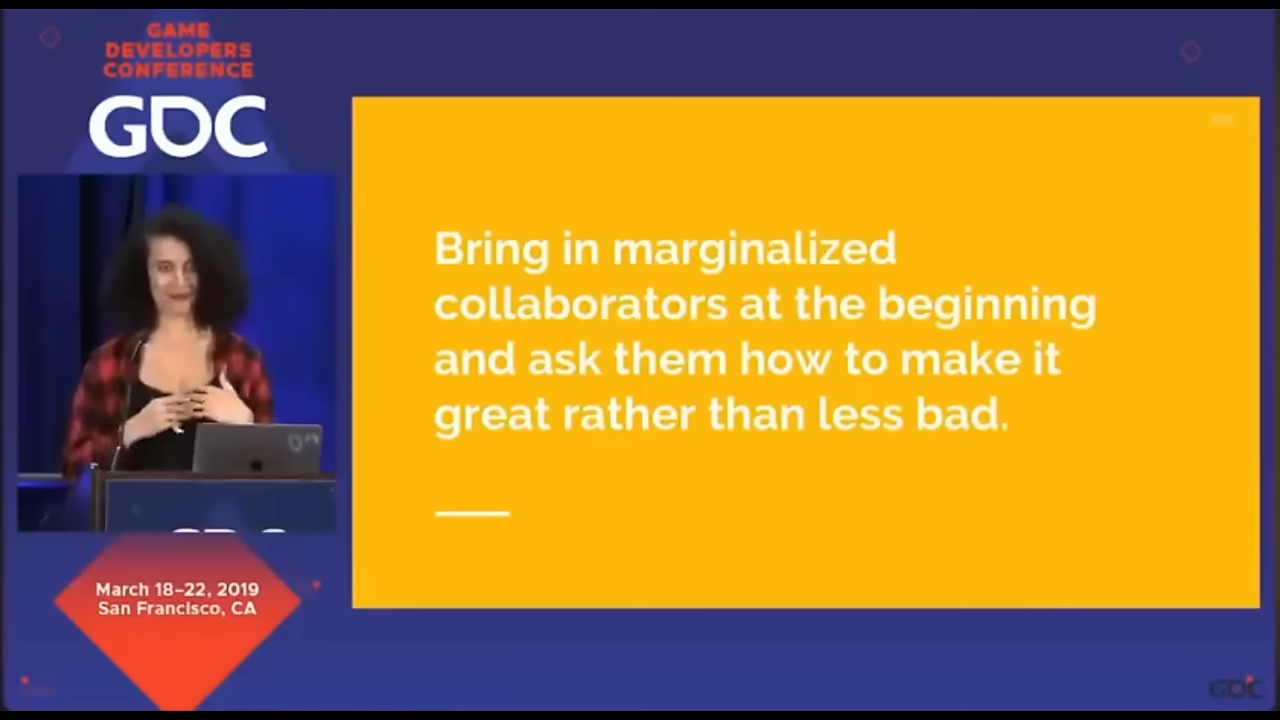 GAME
DEVELOPERS
CONFERENCE
GDC
Bring in marginalized
collaborators at the beginning
and ask them how to make it
great rather than less bad.
March 18-22, 2019
San Francisco, CA
GDC